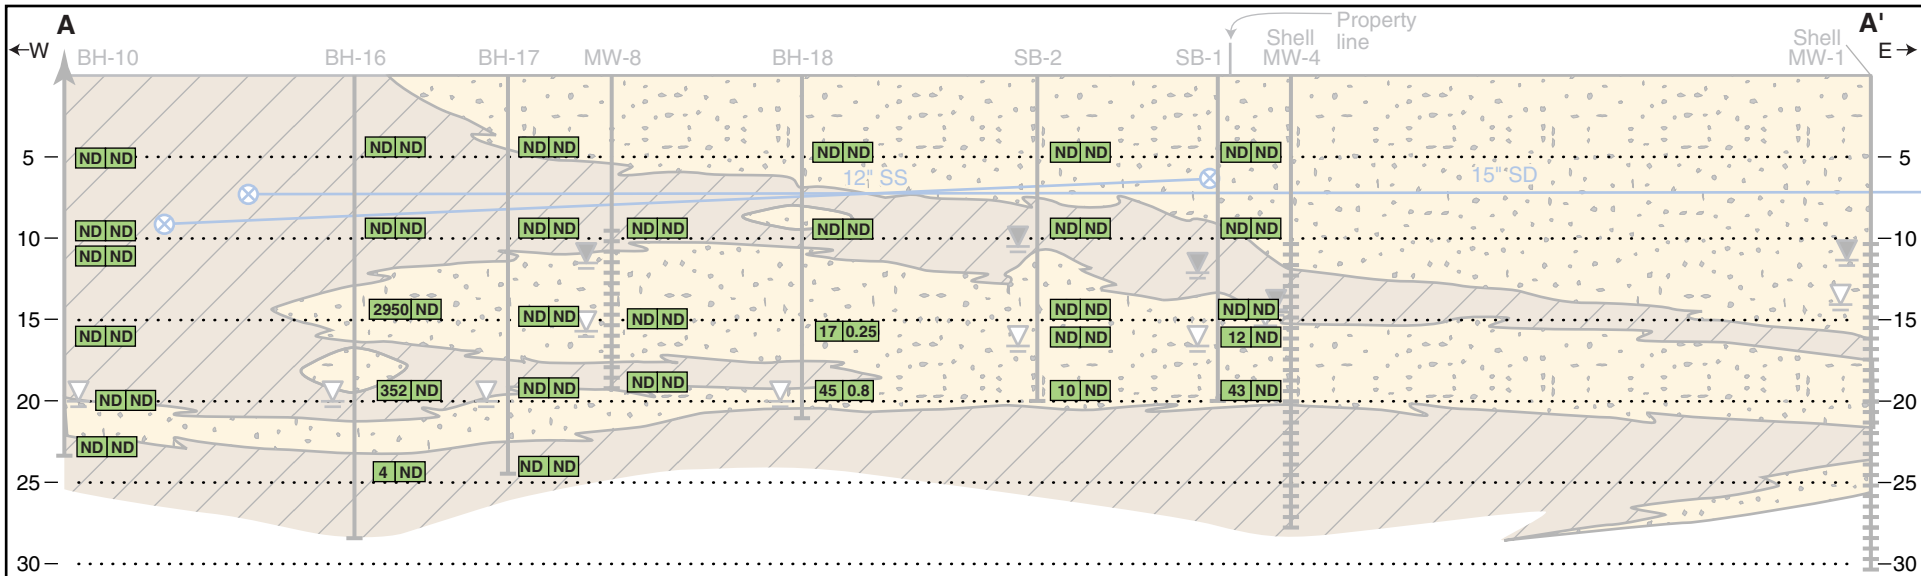 A A'
←W E→
Property
line
BH-10 BH-16 BH-17 MW-8 BH-18 SB-2 SB-1 Shell
MW-4 Shell
MW-1
ND ND ND ND ND ND ND ND ND ND
5 ND ND 5
12" SS 15" SD
ND ND ND ND ND ND ND ND ND ND ND ND ND ND
10 10
ND ND
2950 ND ND ND ND ND ND ND ND ND
15 15
ND ND 17 0.25 ND ND 12 ND
352 ND ND ND ND ND 45 0.8 10 ND 43 ND
20 ND ND 20
ND ND
4 ND ND ND
25 25
30 30